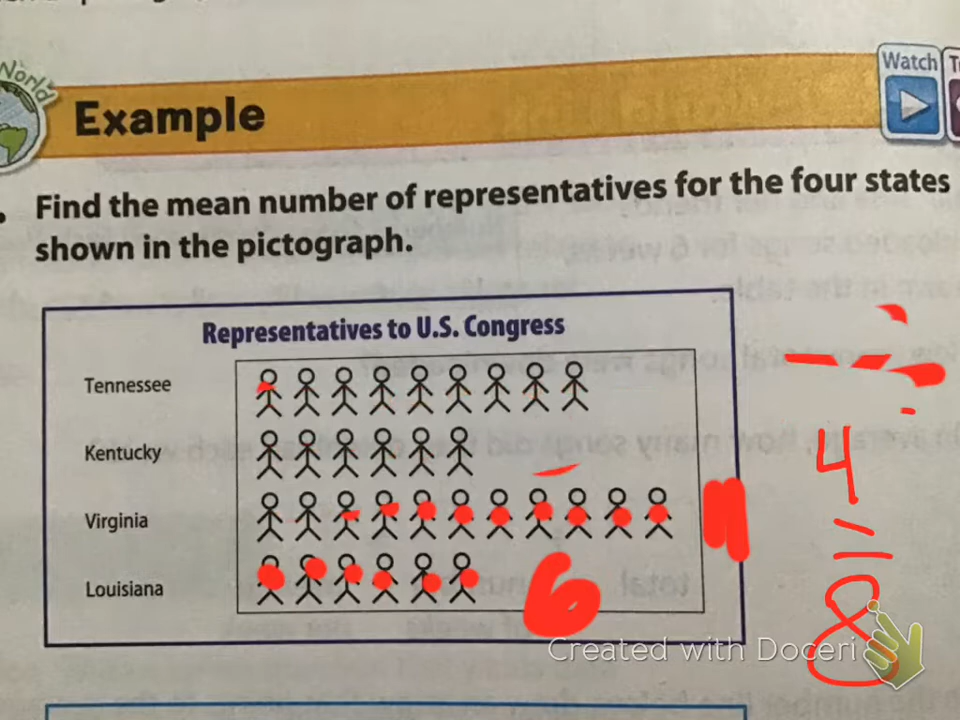 World
Watch
Example
Find the mean number of representatives for the four states
shown in the pictograph.
Representatives to U.S. Congress
Tennessee
Kentucky
Virginia
11
Louisiana
6
4
=
8
Created with Doceri